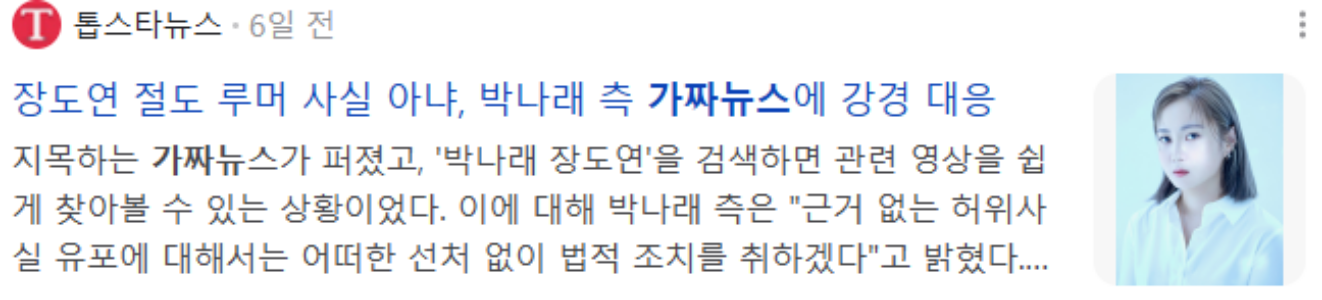 T 톱스타뉴스 · 6일 전
장도연 절도 루머 사실 아냐, 박나래 측 가짜뉴스에 강경 대응
지목하는 가짜뉴스가 퍼졌고, '박나래 장도연'을 검색하면 관련 영상을 쉽
게 찾아볼 수 있는 상황이었다. 이에 대해 박나래 측은 "근거 없는 허위사
실 유포에 대해서는 어떠한 선처 없이 법적 조치를 취하겠다"고 밝혔다....